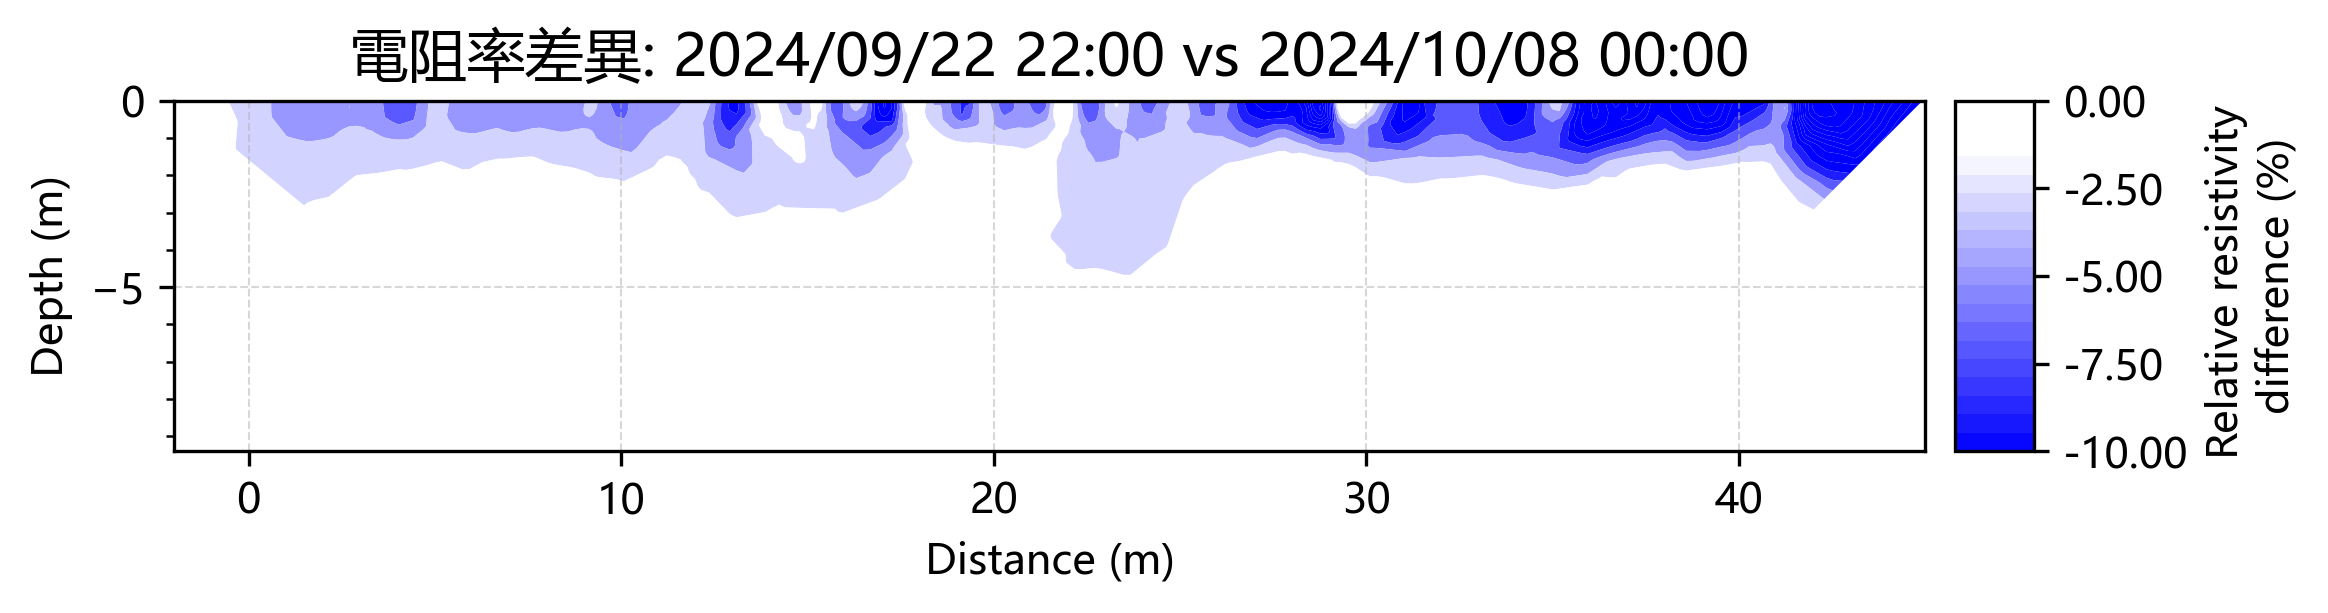 電阻率差異: 2024/09/22 22:00 vs 2024/10/08 00:00
0
−5
Depth (m)
0
10
20
30
40
Distance (m)
0.00
-2.50
-5.00
-7.50
-10.00
Relative resistivity
difference (%)